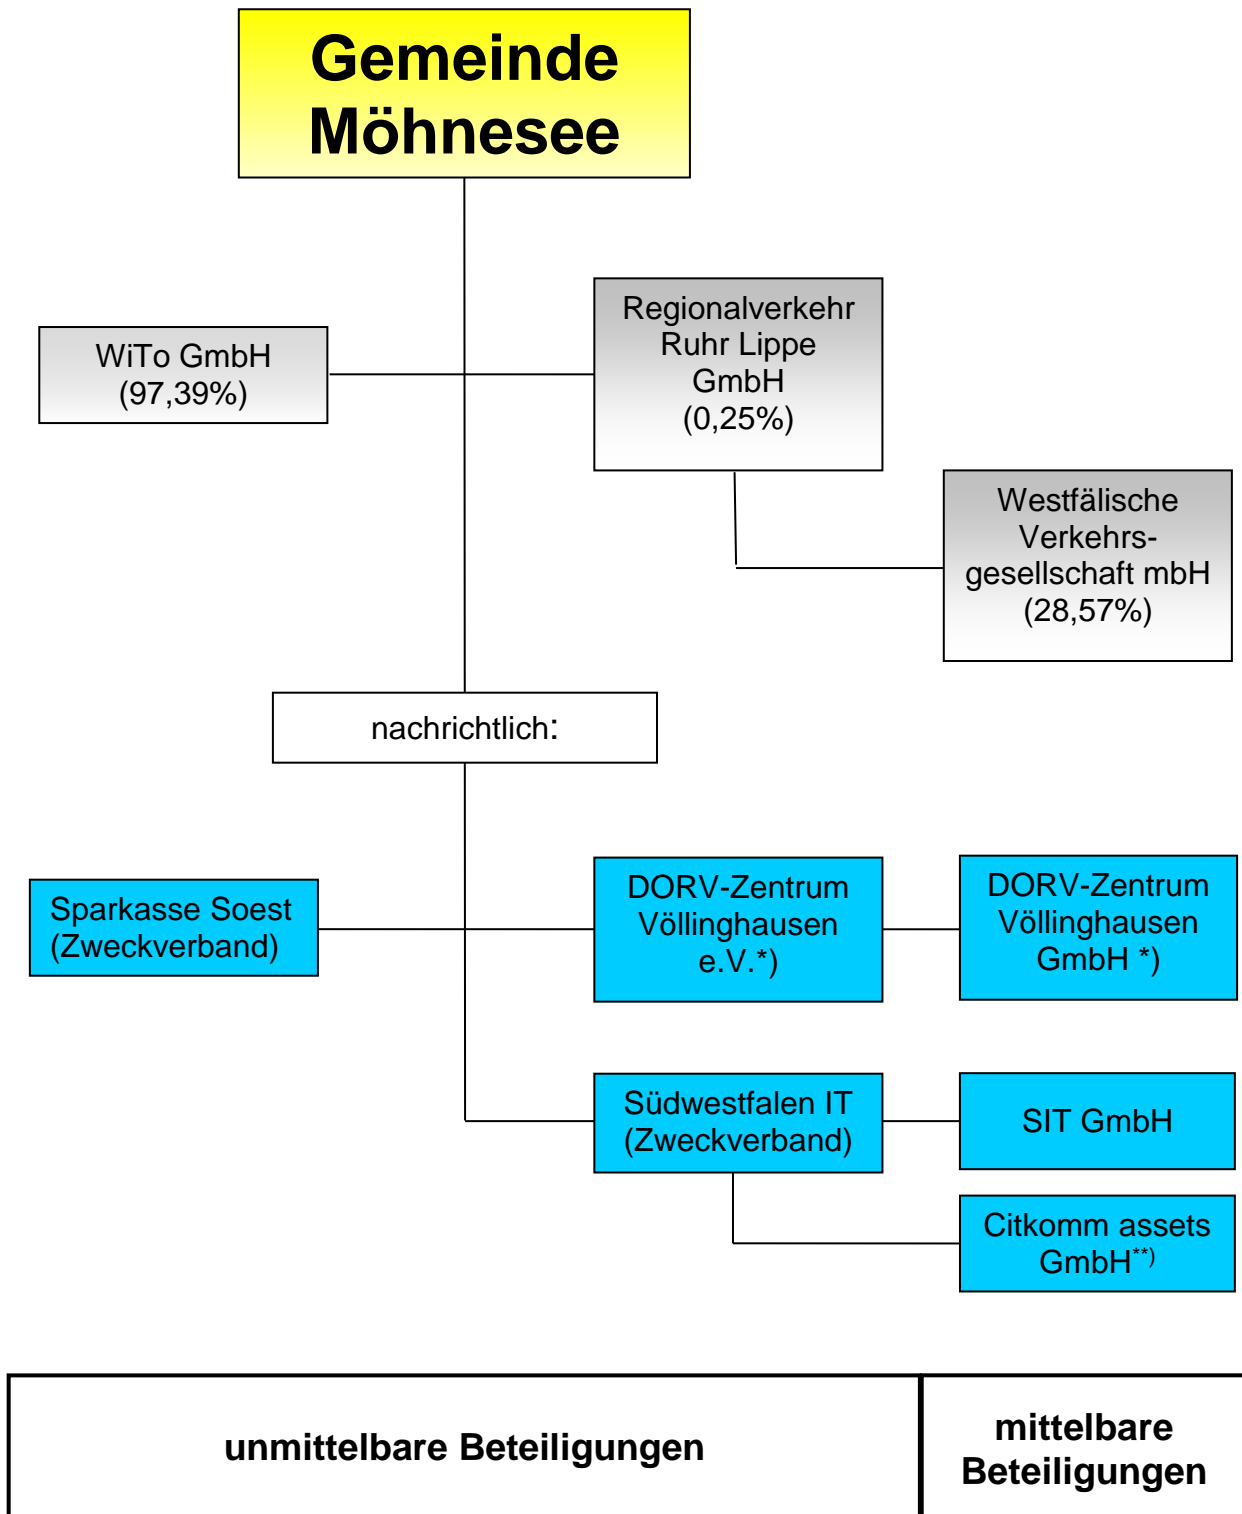 Gemeinde
Möhnesee
WiTo GmbH
(97,39%)
Regionalverkehr
Ruhr Lippe
GmbH
(0,25%)
Westfälische
Verkehrs-
gesellschaft mbH
(28,57%)
nachrichtlich:
Sparkasse Soest
(Zweckverband)
DORV-Zentrum
Völlinghausen
e.V.*)
DORV-Zentrum
Völlinghausen
GmbH *)
Südwestfalen IT
(Zweckverband)
SIT GmbH
Citkomm assets
GmbH**)
unmittelbare Beteiligungen
mittelbare
Beteiligungen